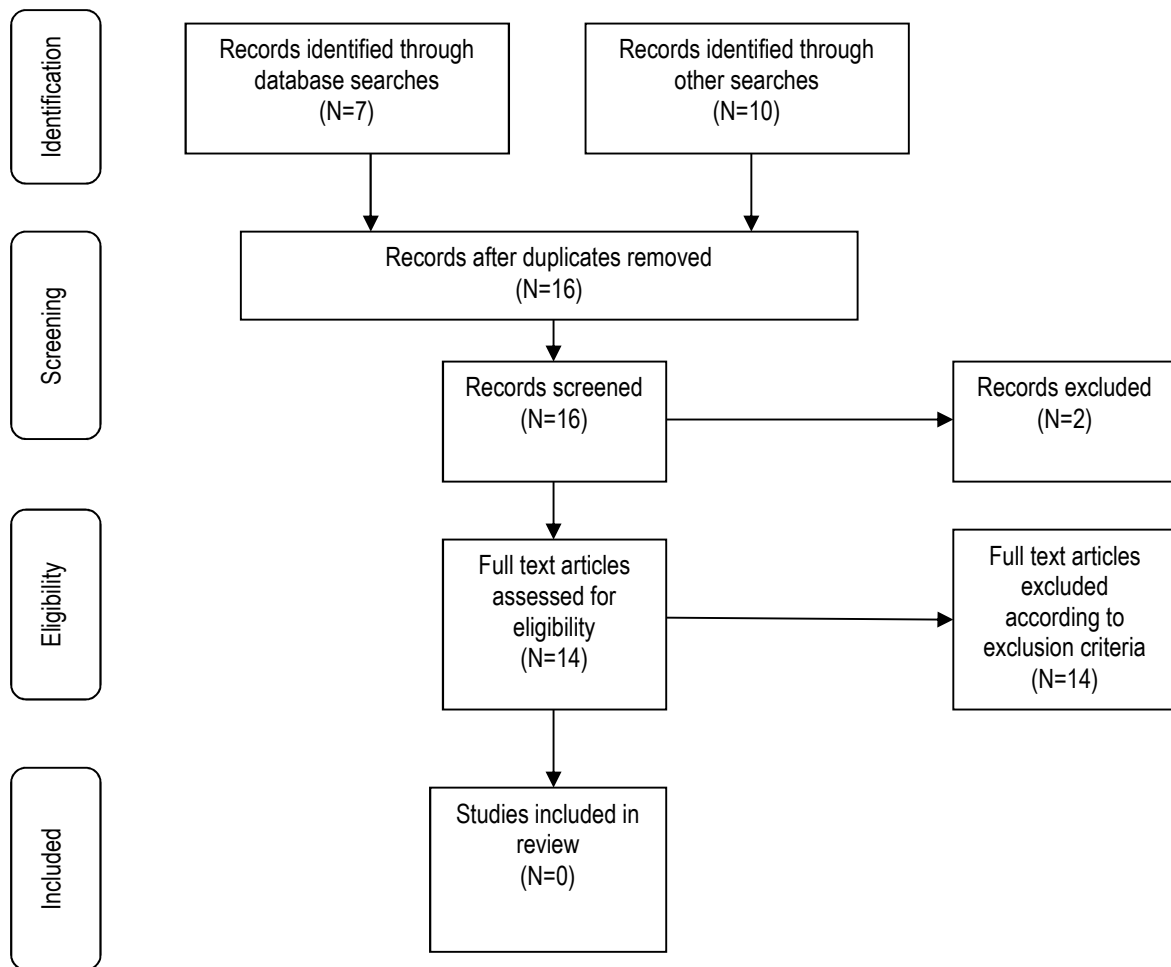 Identification
Records identified through
database searches
(N=7)
Records identified through
other searches
(N=10)
Screening
Records after duplicates removed
(N=16)
Records screened
(N=16)
Records excluded
(N=2)
Eligibility
Full text articles
assessed for
eligibility
(N=14)
Full text articles
excluded
according to
exclusion criteria
(N=14)
Included
Studies included in
review
(N=0)